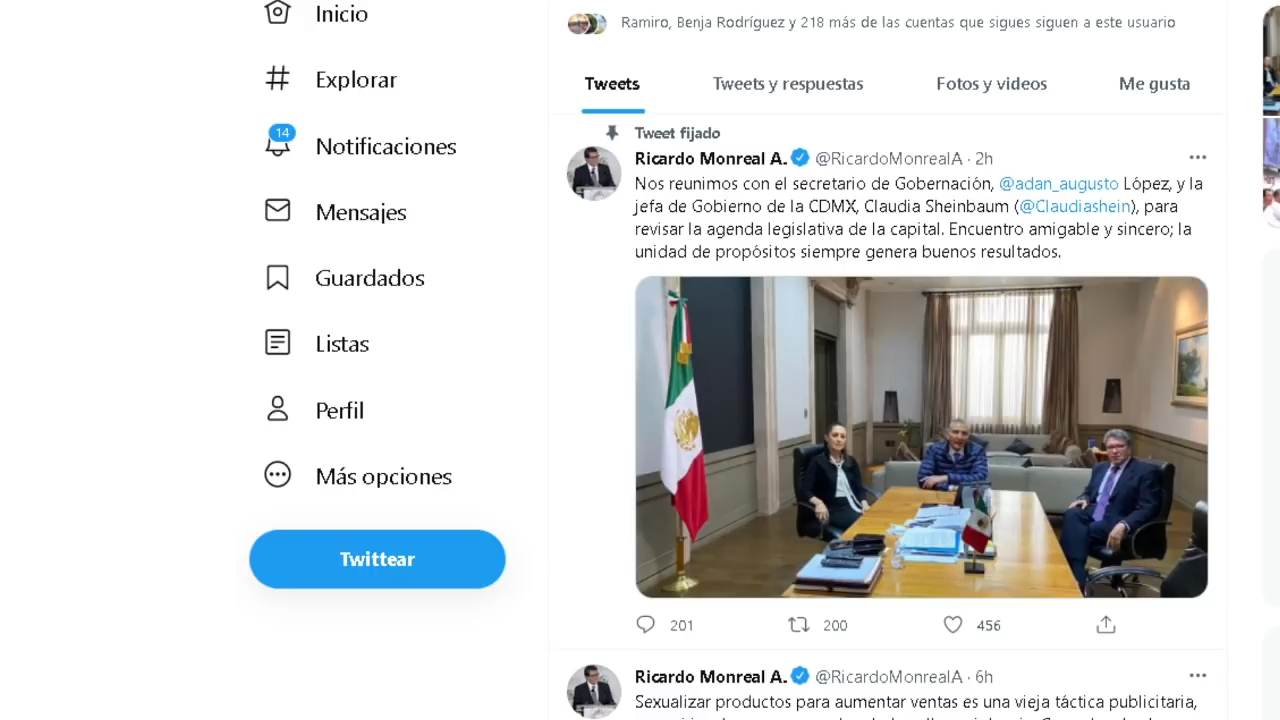 Inicio
Explorar
14
Notificaciones
Mensajes
Guardados
Listas
Perfil
Más opciones
Twittear
Ramiro, Benja Rodríguez y 218 más de las cuentas que sigues siguen a este usuario
Tweets Tweets y respuestas Fotos y videos Me gusta
Tweet fijado
Ricardo Monreal A. @RicardoMonrealA · 2h
Nos reunimos con el secretario de Gobernación, @adan_augusto López, y la
jefa de Gobierno de la CDMX, Claudia Sheinbaum (@Claudiashein), para
revisar la agenda legislativa de la capital. Encuentro amigable y sincero; la
unidad de propósitos siempre genera buenos resultados.
201 200 456
Ricardo Monreal A. @RicardoMonrealA · 6h
Sexualizar productos para aumentar ventas es una vieja táctica publicitaria,